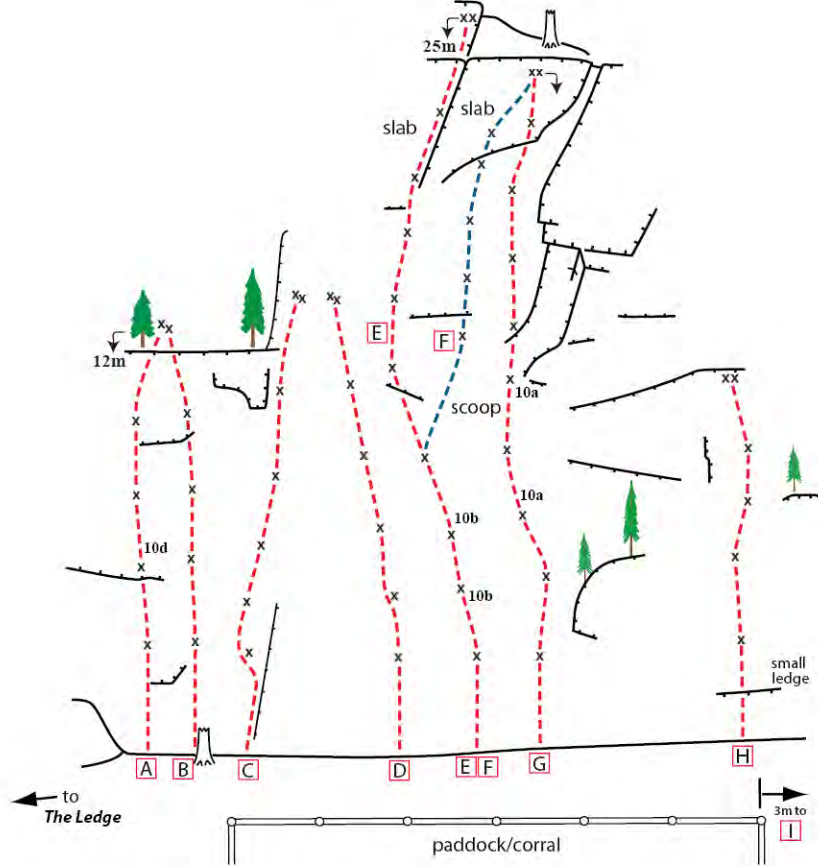 xx
25m
xx
slab
slab
xx
xx
xx
12m
E
F
xx
10a
scoop
10a
10b
10d
10b
small
ledge
A
B
C
D
E
F
G
H
to
The Ledge
3m to
I
paddock/corral